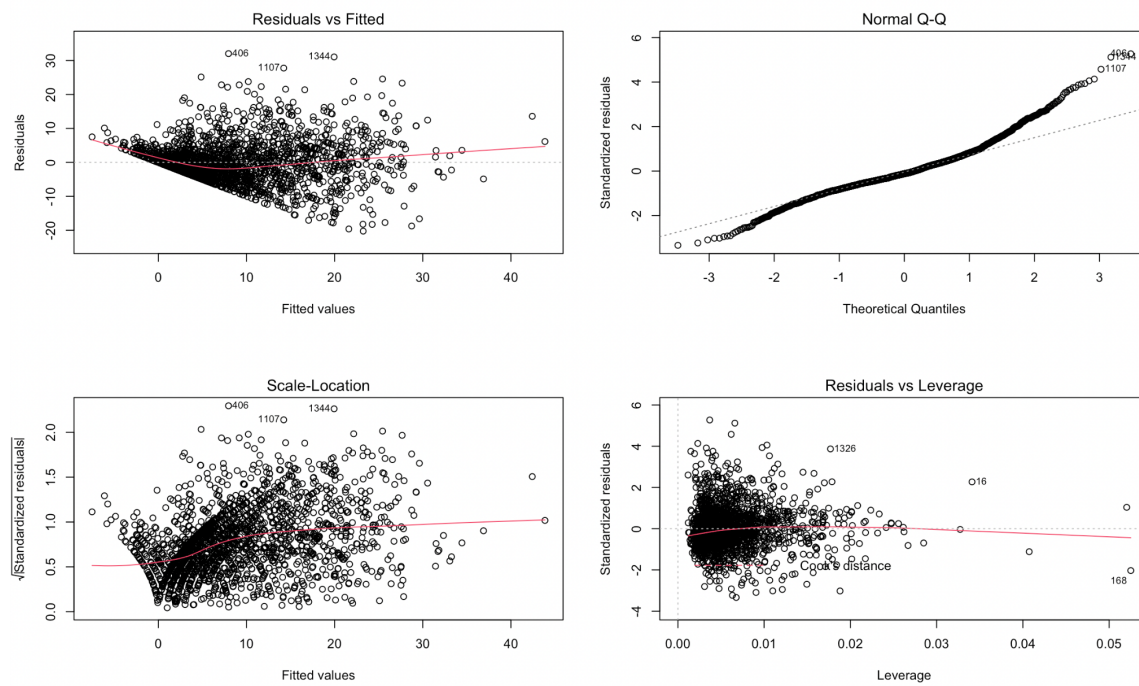 Residuals vs Fitted
Residuals
30
20
10
0
-10
-20
406
1107
1344
0 10 20 30 40
Fitted values
Normal Q-Q
Standardized residuals
6
4
2
0
-2
1107
-3 -2 -1 0 1 2 3
Theoretical Quantiles
Scale-Location
√|Standardized residuals|
2.0
1.5
1.0
0.5
0.0
406
1107
1344
0 10 20 30 40
Fitted values
Residuals vs Leverage
Standardized residuals
6
4
2
0
-2
-4
1326
16
Cook's distance
168
0.00 0.01 0.02 0.03 0.04 0.05
Leverage